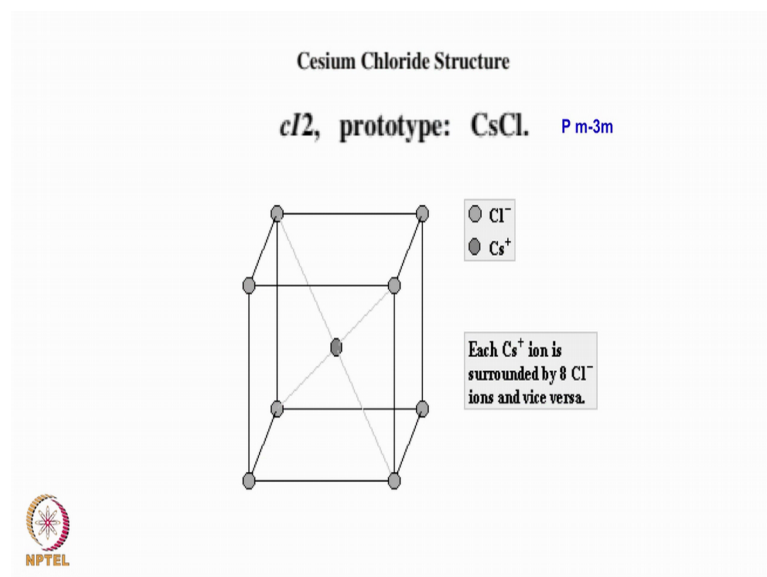 Cesium Chloride Structure
cI2, prototype: CsCl. P m-3m
Cl⁻
Cs⁺
Each Cs⁺ ion is
surrounded by 8 Cl⁻
ions and vice versa.
NPTEL